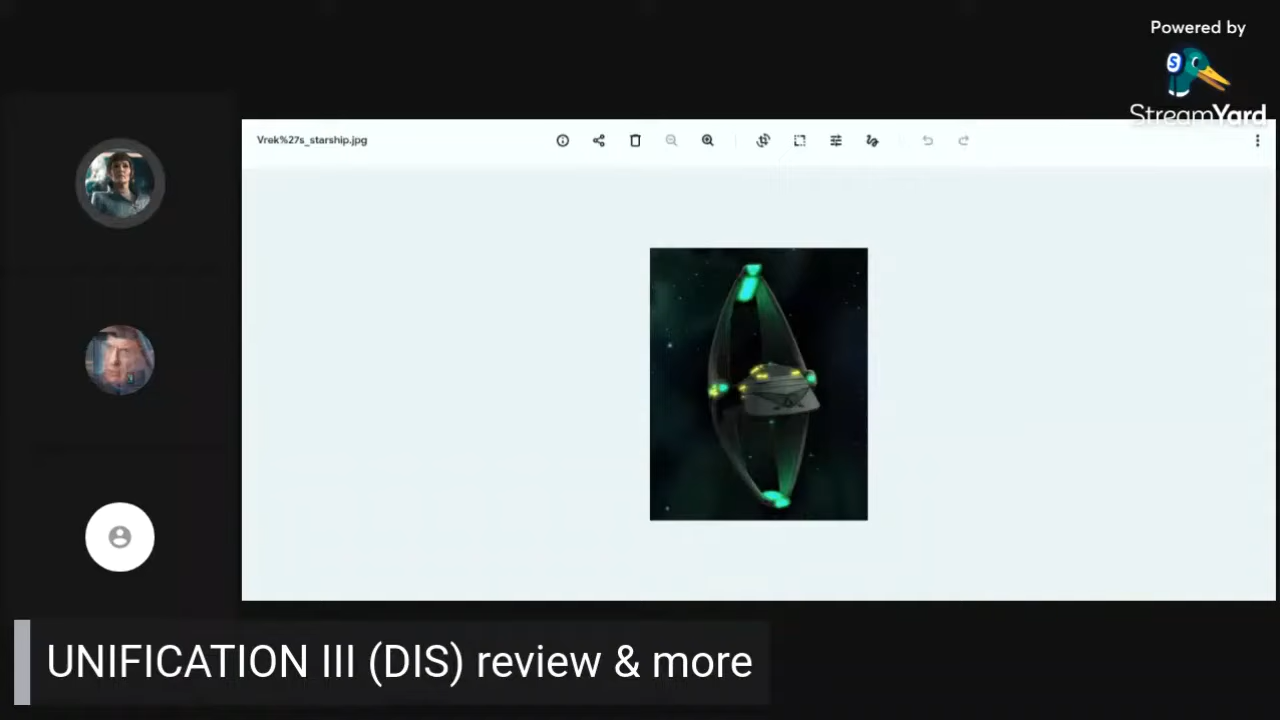 Powered by
S
StreamYard
Vrek%27s_starship.jpg
UNIFICATION III (DIS) review & more